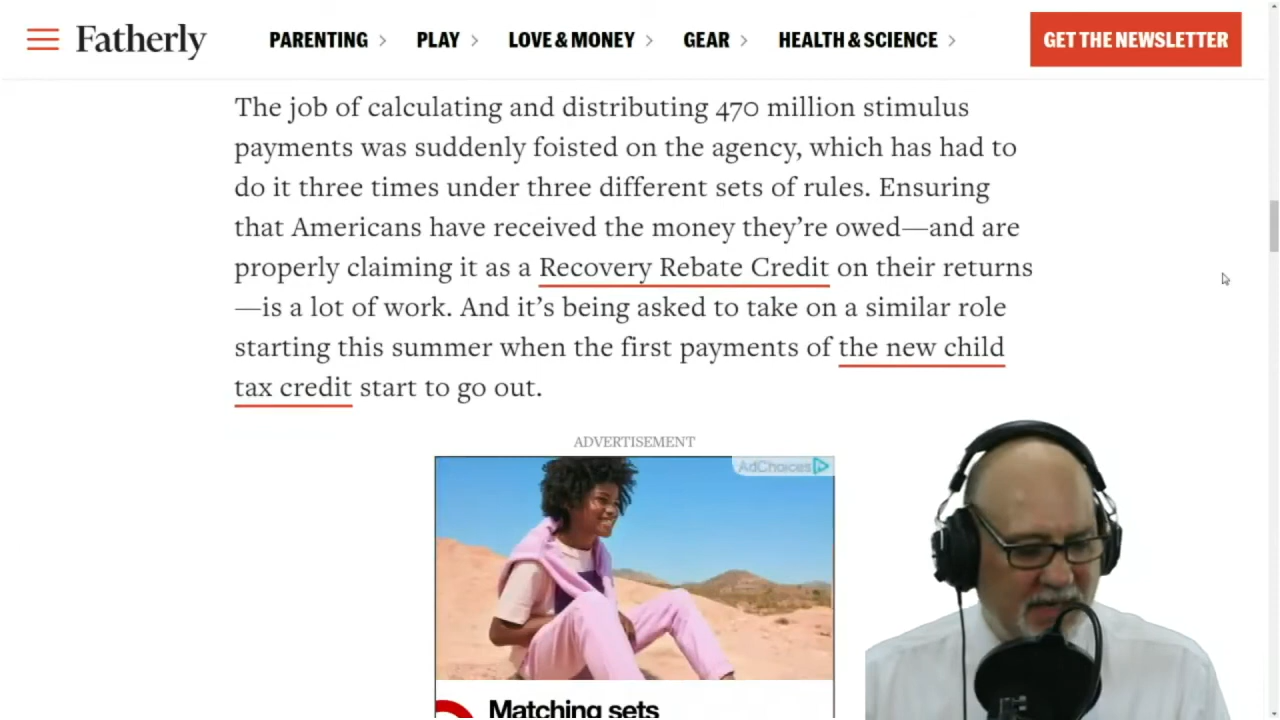 Fatherly
PARENTING
PLAY
LOVE & MONEY
GEAR
HEALTH & SCIENCE
GET THE NEWSLETTER
The job of calculating and distributing 470 million stimulus
payments was suddenly foisted on the agency, which has had to
do it three times under three different sets of rules. Ensuring
that Americans have received the money they’re owed—and are
properly claiming it as a Recovery Rebate Credit on their returns
—is a lot of work. And it’s being asked to take on a similar role
starting this summer when the first payments of the new child
tax credit start to go out.
ADVERTISEMENT
AdChoices
Matching sets